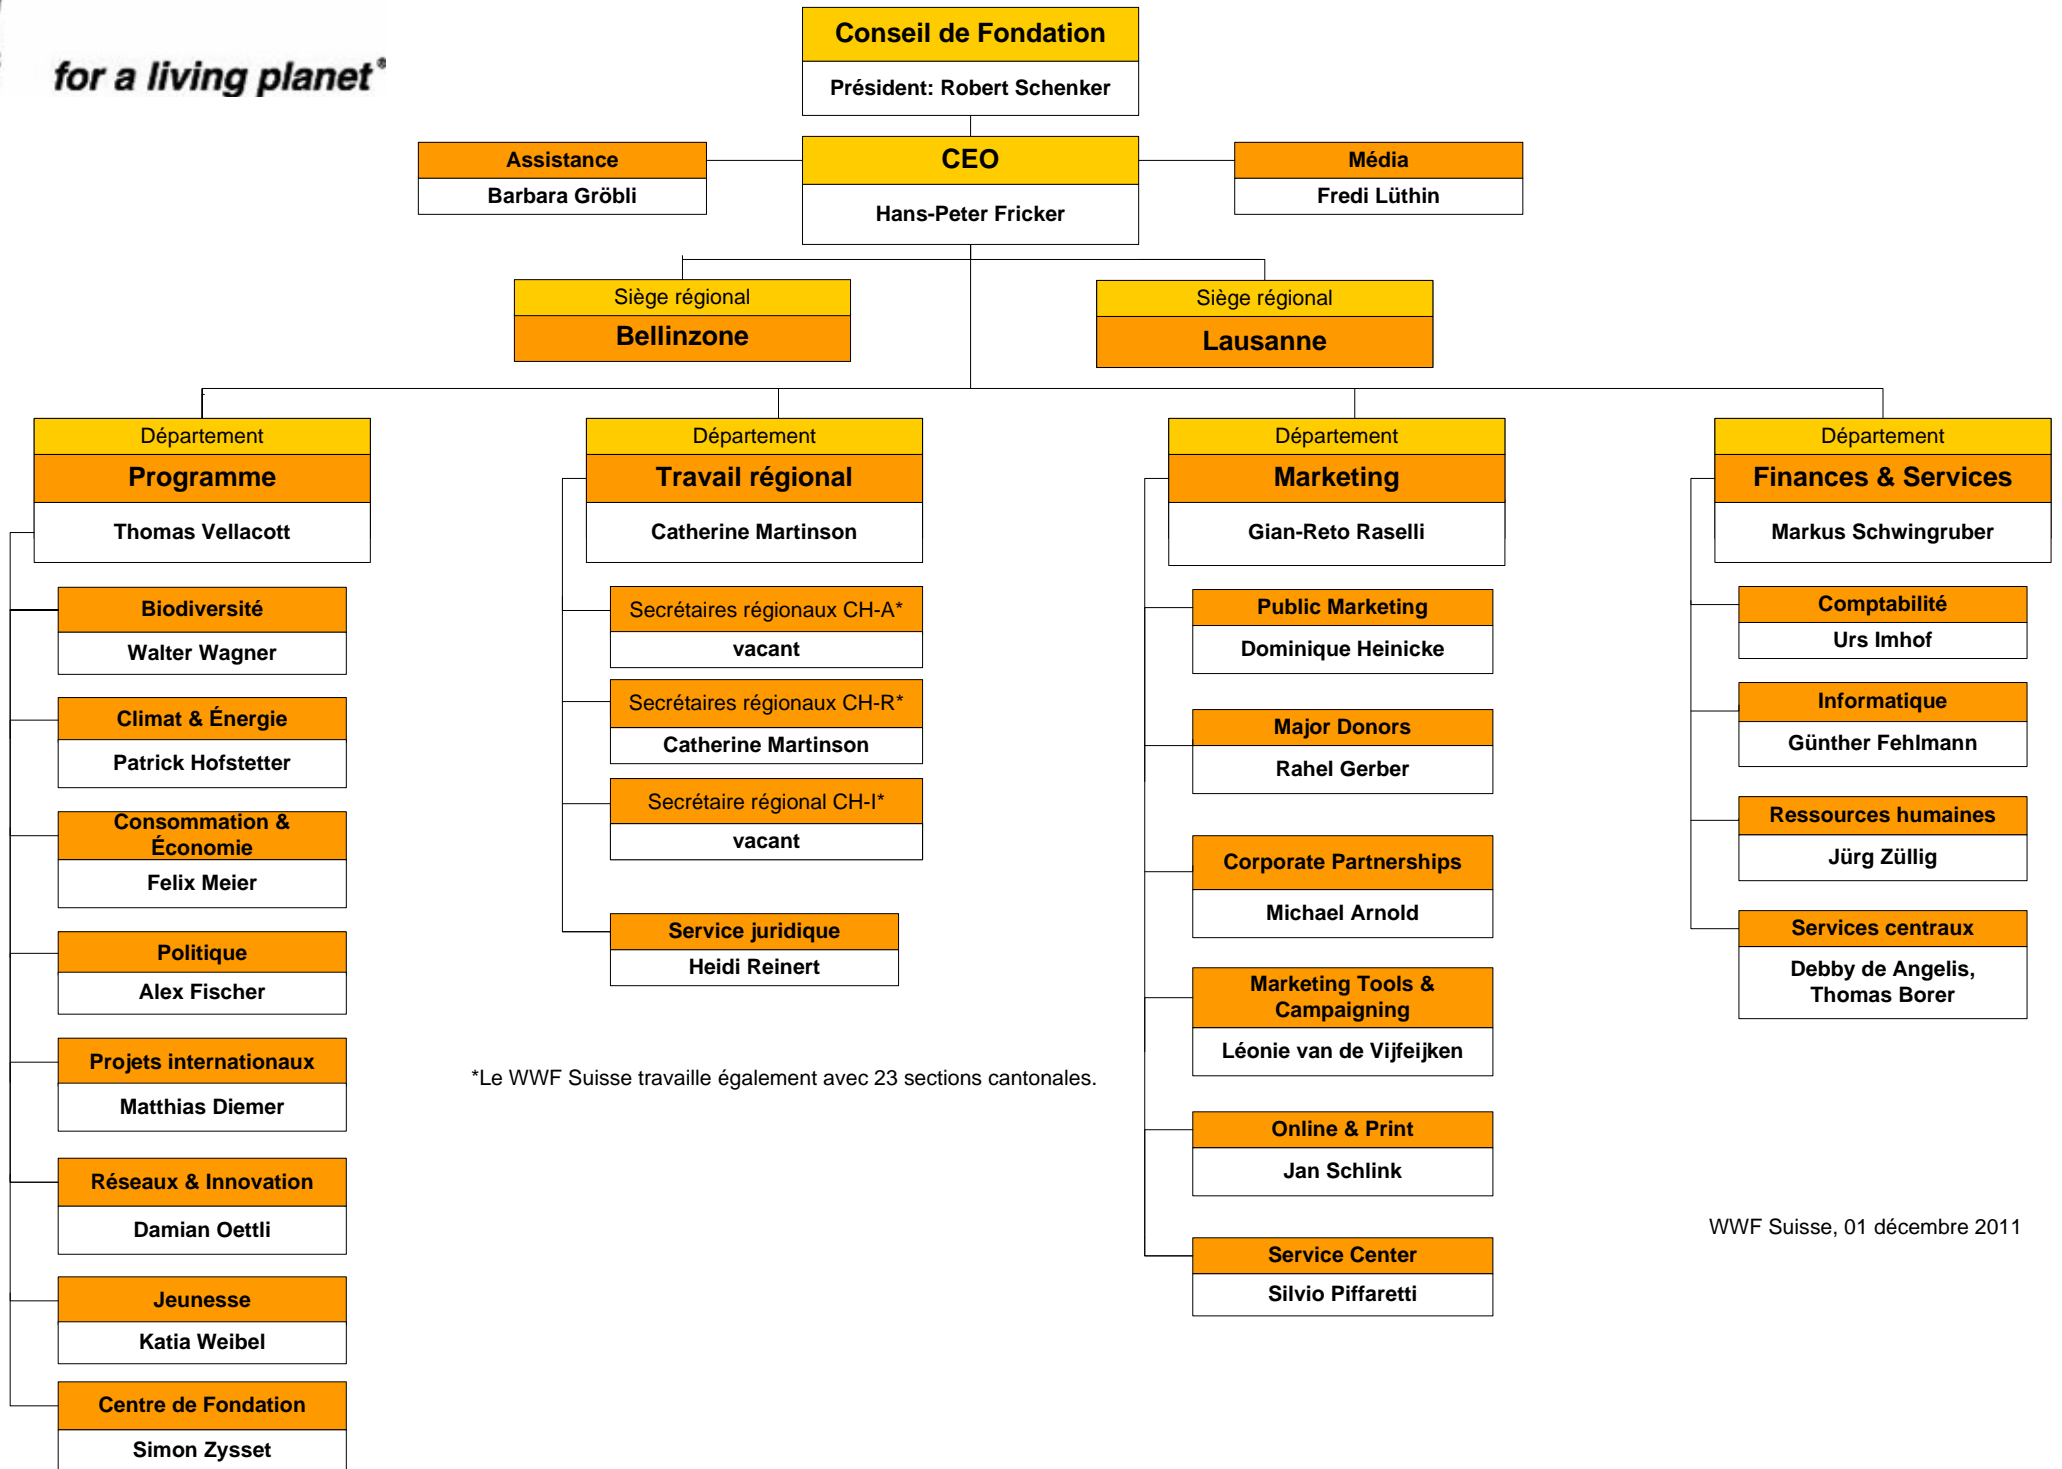 for a living planet®
Conseil de Fondation
Président: Robert Schenker
Assistance
Barbara Gröbli
CEO
Hans-Peter Fricker
Média
Fredi Lüthin
Siège régional
Bellinzone
Siège régional
Lausanne
Département
Programme
Thomas Vellacott
Biodiversité
Walter Wagner
Climat & Énergie
Patrick Hofstetter
Consommation &
Économie
Felix Meier
Politique
Alex Fischer
Projets internationaux
Matthias Diemer
Réseaux & Innovation
Damian Oettli
Jeunesse
Katia Weibel
Centre de Fondation
Simon Zysset
Département
Travail régional
Catherine Martinson
Secrétaires régionaux CH-A*
vacant
Secrétaires régionaux CH-R*
Catherine Martinson
Secrétaire régional CH-I*
vacant
Service juridique
Heidi Reinert
*Le WWF Suisse travaille également avec 23 sections cantonales.
Département
Marketing
Gian-Reto Raselli
Public Marketing
Dominique Heinicke
Major Donors
Rahel Gerber
Corporate Partnerships
Michael Arnold
Marketing Tools &
Campaigning
Léonie van de Vijfeijken
Online & Print
Jan Schlink
Service Center
Silvio Piffaretti
Département
Finances & Services
Markus Schwingruber
Comptabilité
Urs Imhof
Informatique
Günther Fehlmann
Ressources humaines
Jürg Züllig
Services centraux
Debby de Angelis,
Thomas Borer
WWF Suisse, 01 décembre 2011